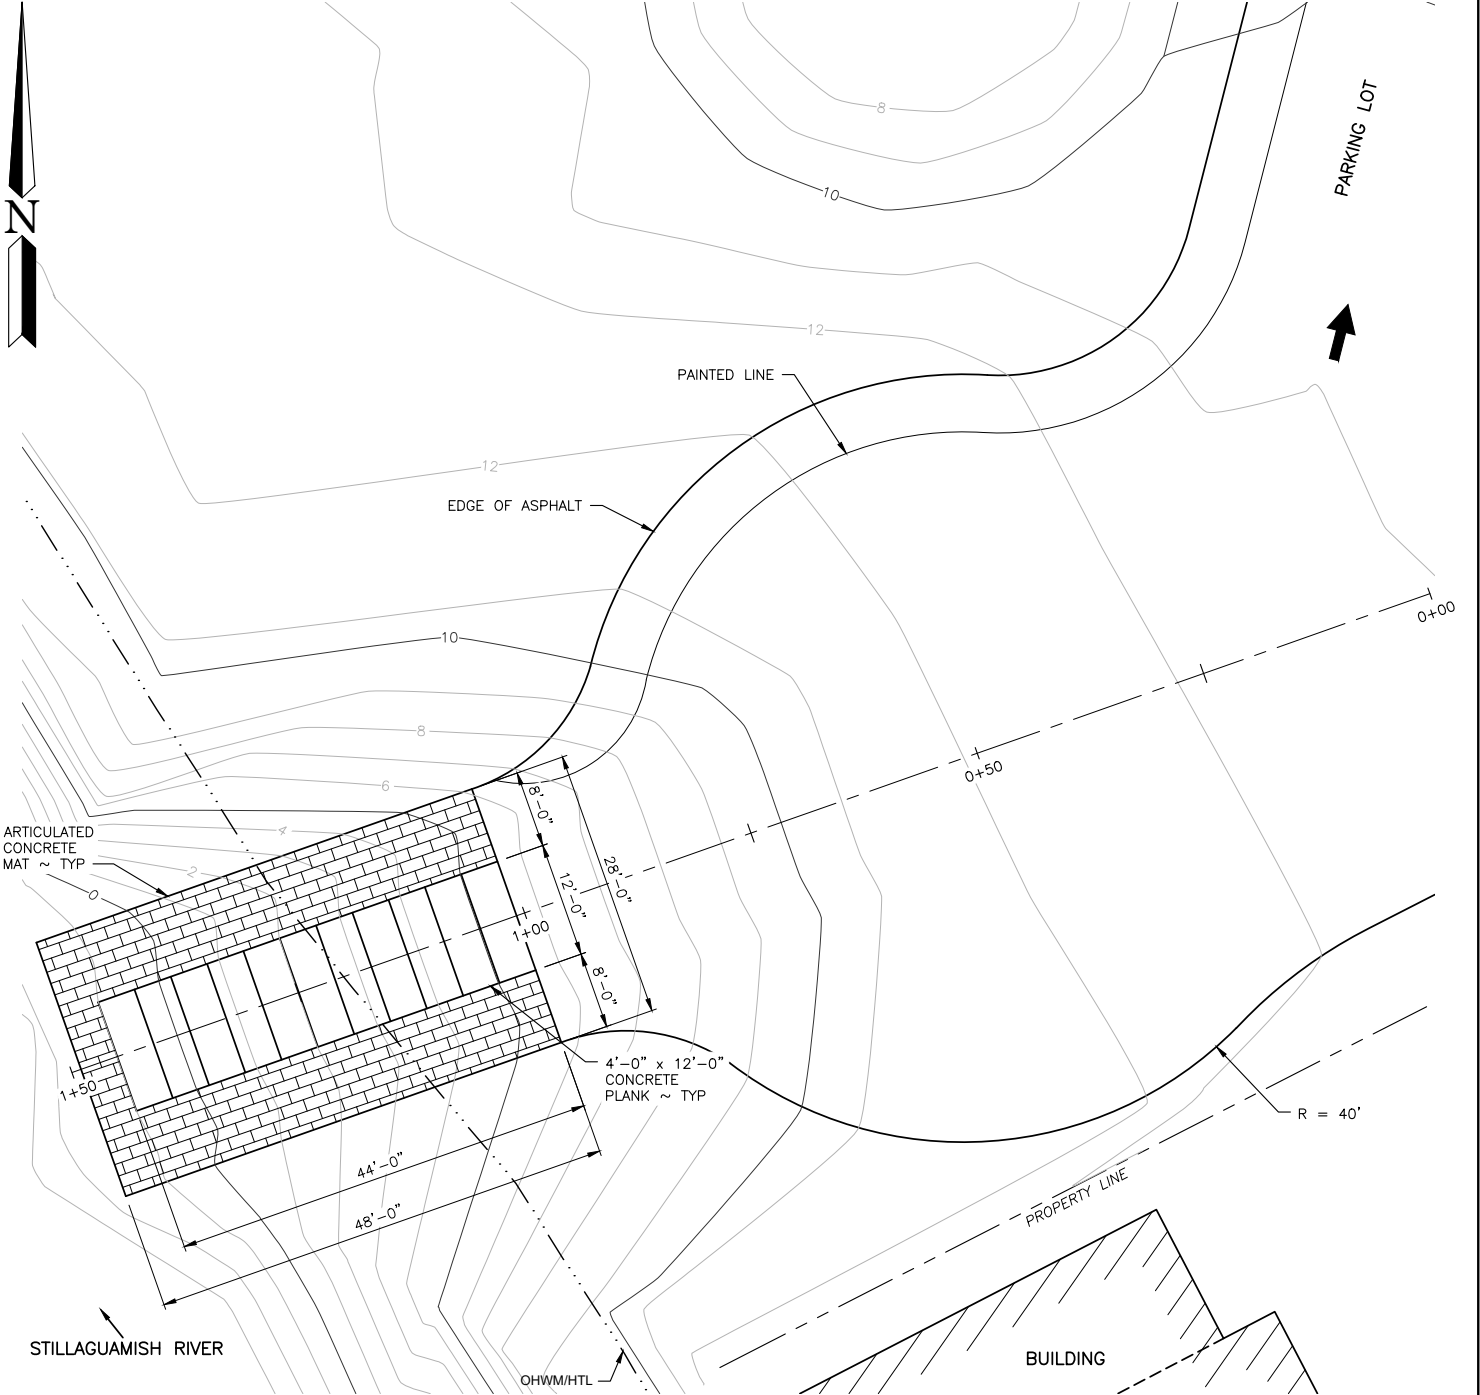 N
8
10
12
PARKING LOT
PAINTED LINE
12
EDGE OF ASPHALT
0+00
10
8
0+50
6
ARTICULATED
CONCRETE
MAT ~ TYP
4
2
0
8'-0"
28'-0"
12'-0"
1+00
8'-0"
4'-0" x 12'-0"
CONCRETE
PLANK ~ TYP
1+50
R = 40'
44'-0"
48'-0"
PROPERTY LINE
STILLAGUAMISH RIVER
OHWM/HTL
BUILDING